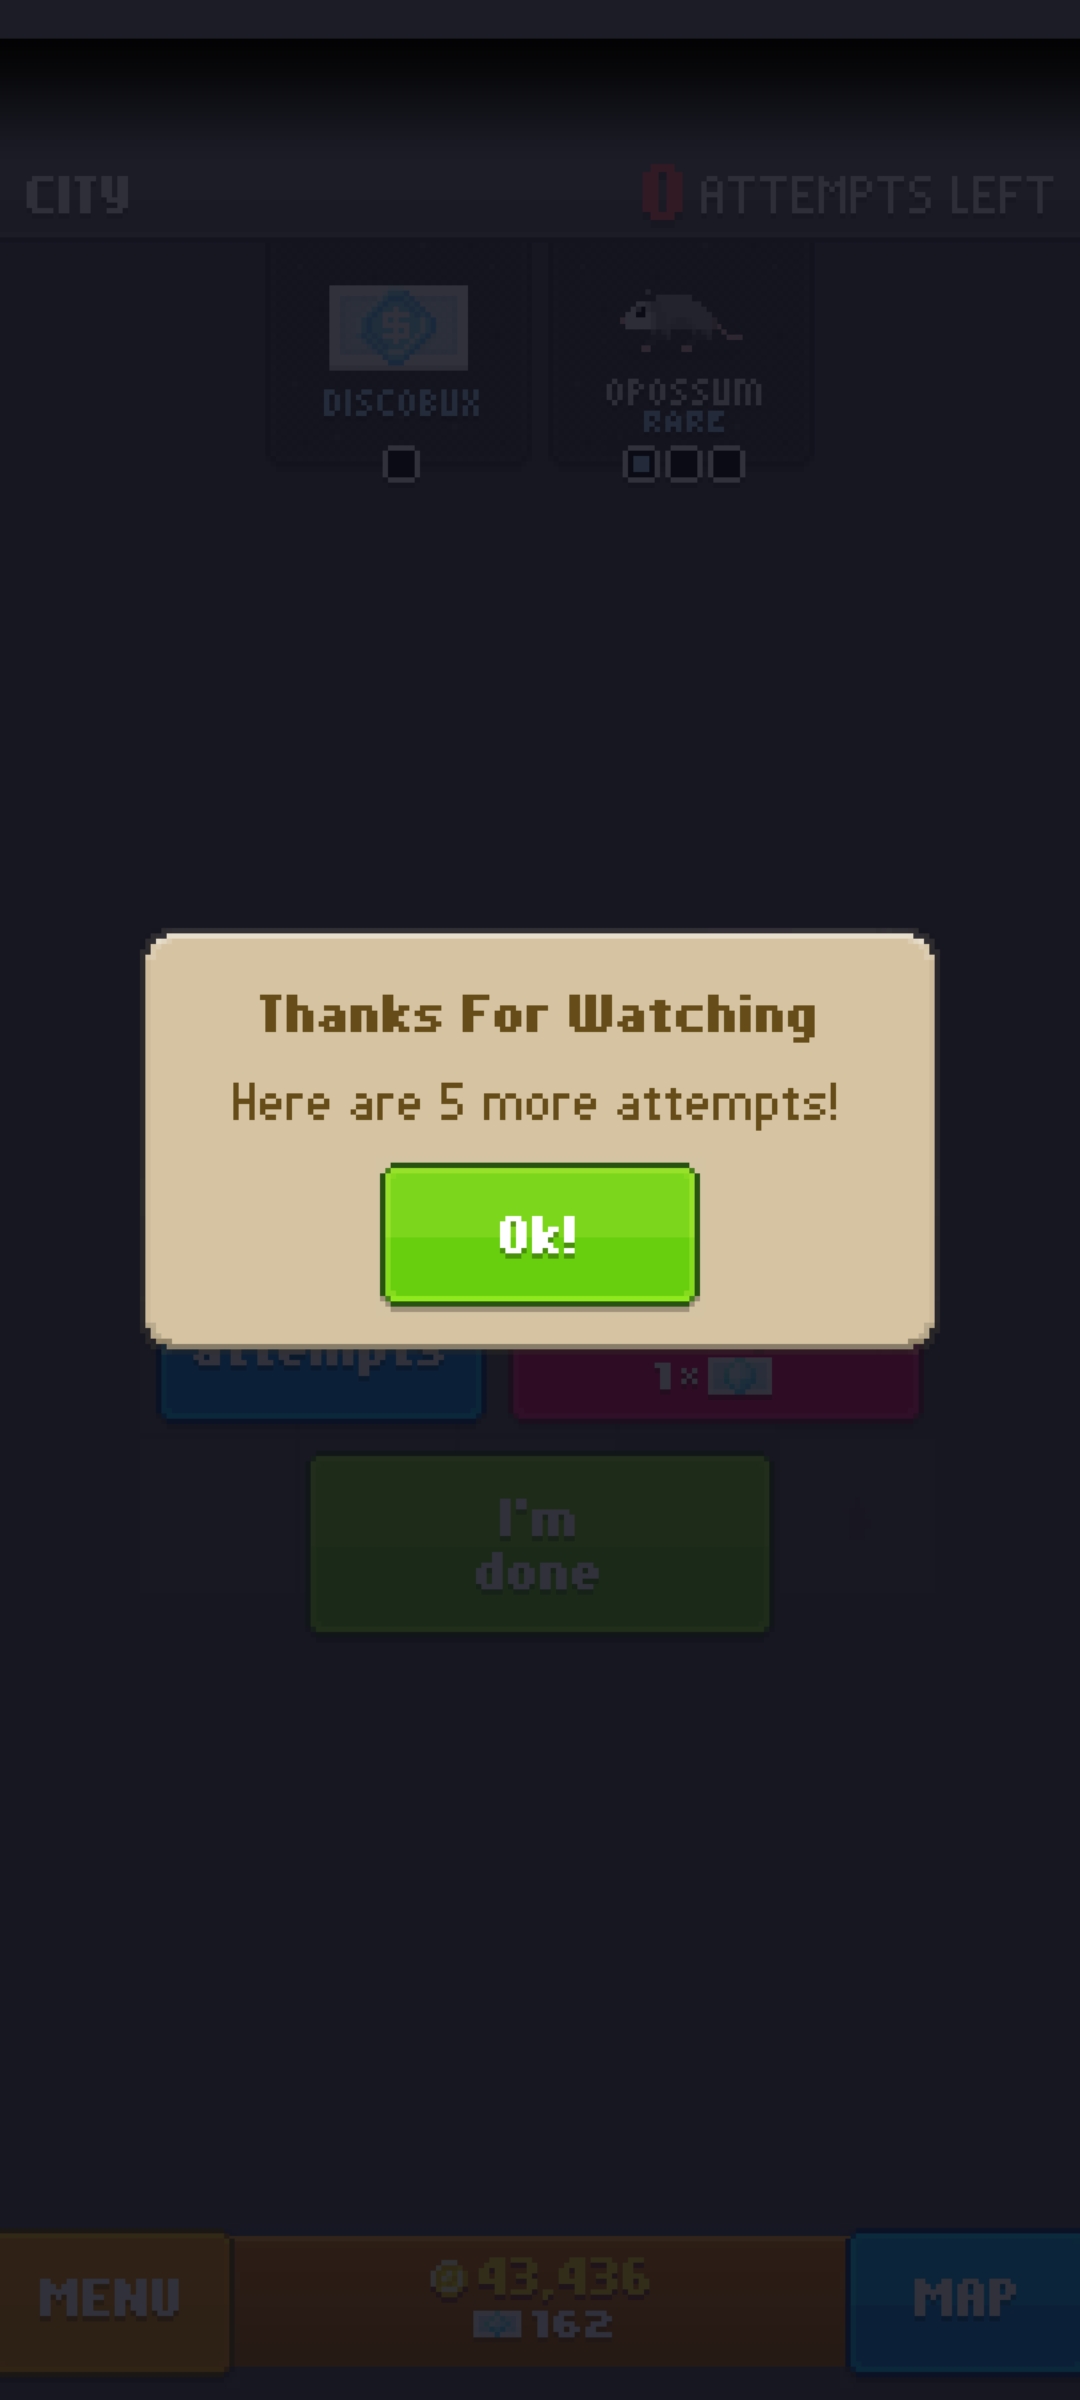 CITY
0 ATTEMPTS LEFT
$
DISCOBUX
OPOSSUM
RARE
Thanks For Watching
Here are 5 more attempts!
Ok!
attempts
1×
I'm
done
MENU
43,436
162
MAP